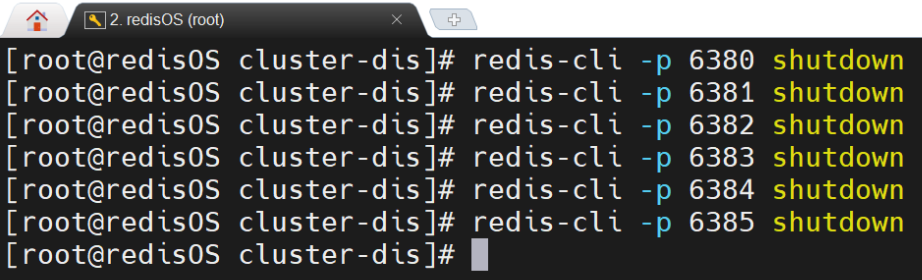 2. redisOS (root)
[root@redisOS cluster-dis]# redis-cli -p 6380 shutdown
[root@redisOS cluster-dis]# redis-cli -p 6381 shutdown
[root@redisOS cluster-dis]# redis-cli -p 6382 shutdown
[root@redisOS cluster-dis]# redis-cli -p 6383 shutdown
[root@redisOS cluster-dis]# redis-cli -p 6384 shutdown
[root@redisOS cluster-dis]# redis-cli -p 6385 shutdown
[root@redisOS cluster-dis]#